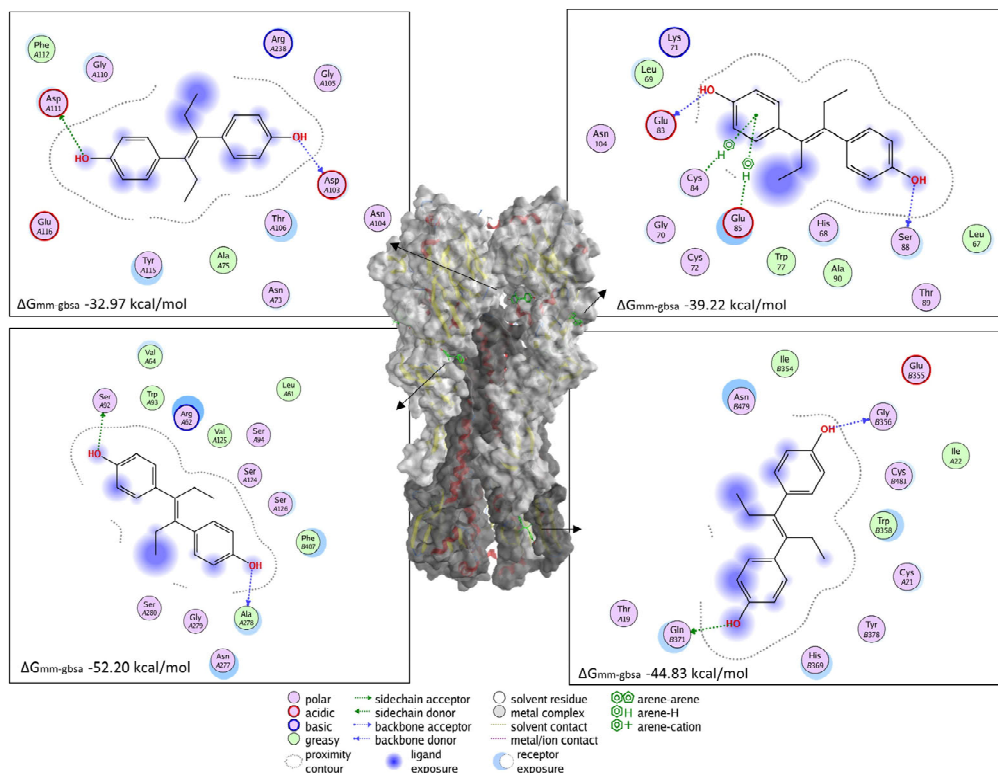 Phe
A112
Gly
A110
Arg
A238
Gly
A105
Asp
A111
HO
OH
Asp
A103
Glu
A116
Thr
A106
Tyr
A115
Ala
A75
Asn
A73
Asn
A104
ΔGmm-gbsa -32.97 kcal/mol
Lys
71
Leu
69
OH
Glu
83
Asn
104
H
H
Cys
84
Glu
85
Gly
70
Cys
72
Trp
77
His
68
Ala
90
OH
Ser
88
Leu
67
Thr
89
ΔGmm-gbsa -39.22 kcal/mol
Val
A64
Ser
A92
Trp
A93
Arg
A62
Leu
A61
Val
A125
Ser
A94
Ser
A124
Ser
A126
HO
Phe
B407
OH
Ser
A280
Gly
A279
Ala
A278
Asn
A277
ΔGmm-gbsa -52.20 kcal/mol
Ile
B354
Glu
B355
Asn
B479
OH
Gly
B356
Ile
A22
Cys
B481
Trp
B358
Cys
A21
Thr
A19
Gln
B371
HO
Tyr
B378
His
B369
ΔGmm-gbsa -44.83 kcal/mol
polar
acidic
basic
greasy
proximity
contour
sidechain acceptor
sidechain donor
backbone acceptor
backbone donor
ligand
exposure
solvent residue
metal complex
solvent contact
metal/ion contact
receptor
exposure
arene-arene
H arene-H
+ arene-cation